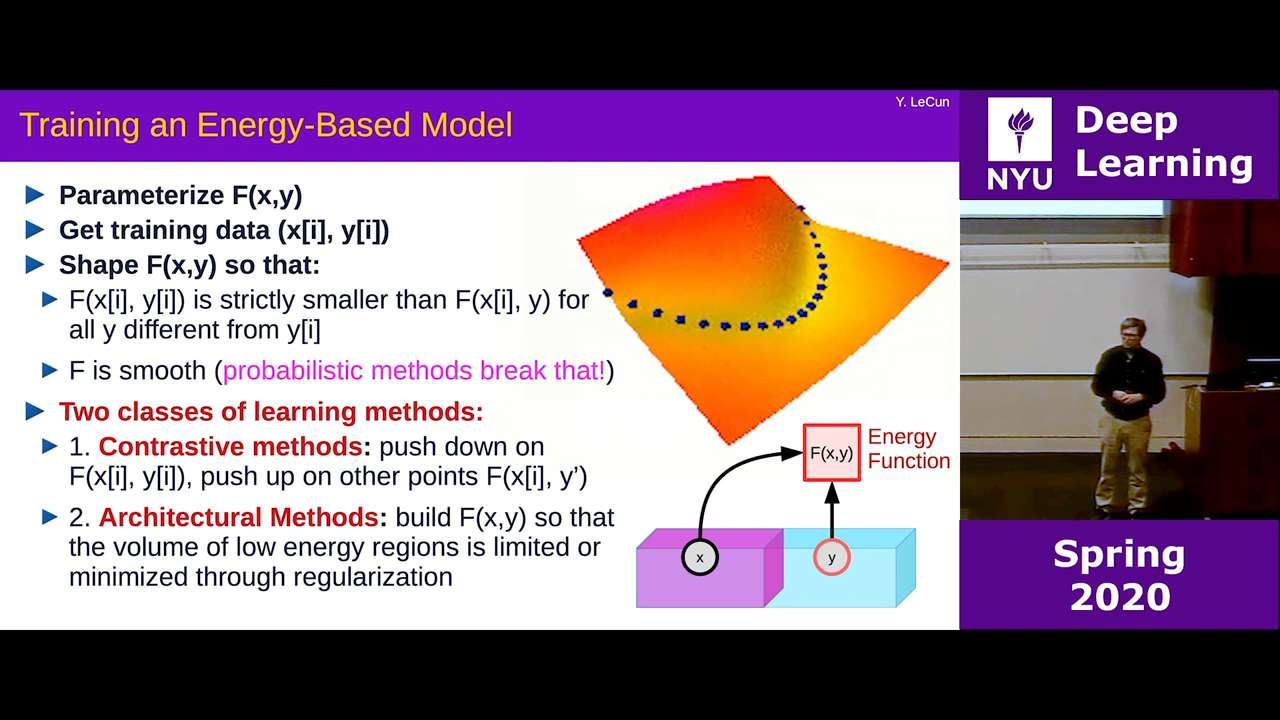 Y. LeCun
Training an Energy-Based Model
Parameterize F(x,y)
Get training data (x[i], y[i])
Shape F(x,y) so that:
F(x[i], y[i]) is strictly smaller than F(x[i], y) for
all y different from y[i]
F is smooth (probabilistic methods break that!)
Two classes of learning methods:
1. Contrastive methods: push down on
F(x[i], y[i]), push up on other points F(x[i], y’)
2. Architectural Methods: build F(x,y) so that
the volume of low energy regions is limited or
minimized through regularization
F(x,y)
Energy
Function
x
y
NYU
Deep
Learning
Spring
2020